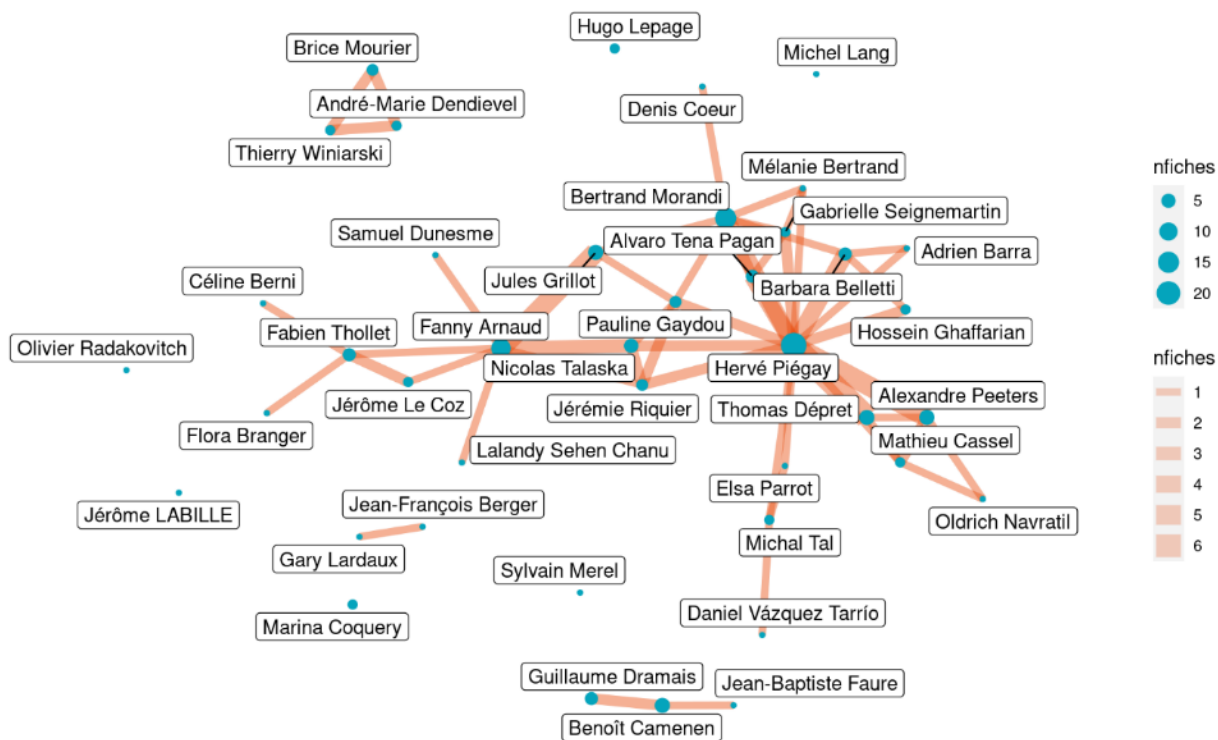 Hugo Lepage
Michel Lang
Brice Mourier
André-Marie Dendievel
Thierry Winiarski
Denis Coeur
Mélanie Bertrand
Bertrand Morandi
Gabrielle Seignemartin
Samuel Dunesme
Alvaro Tena Pagan
Adrien Barra
Jules Grillot
Céline Berni
Barbara Belletti
Fabien Thollet
Fanny Arnaud
Pauline Gaydou
Hossein Ghaffarian
Olivier Radakovitch
Nicolas Talaska
Hervé Piégay
Jérôme Le Coz
Jérémie Riquier
Thomas Dépret
Alexandre Peeters
Flora Branger
Mathieu Cassel
Lalandy Sehen Chanu
Elsa Parrot
Jean-François Berger
Jérôme LABILLE
Oldrich Navratil
Michal Tal
Gary Lardaux
Sylvain Merel
Daniel Vázquez Tarrío
Marina Coquery
Guillaume Dramais
Jean-Baptiste Faure
Benoît Camenen
nfiches
5
10
15
20
nfiches
1
2
3
4
5
6